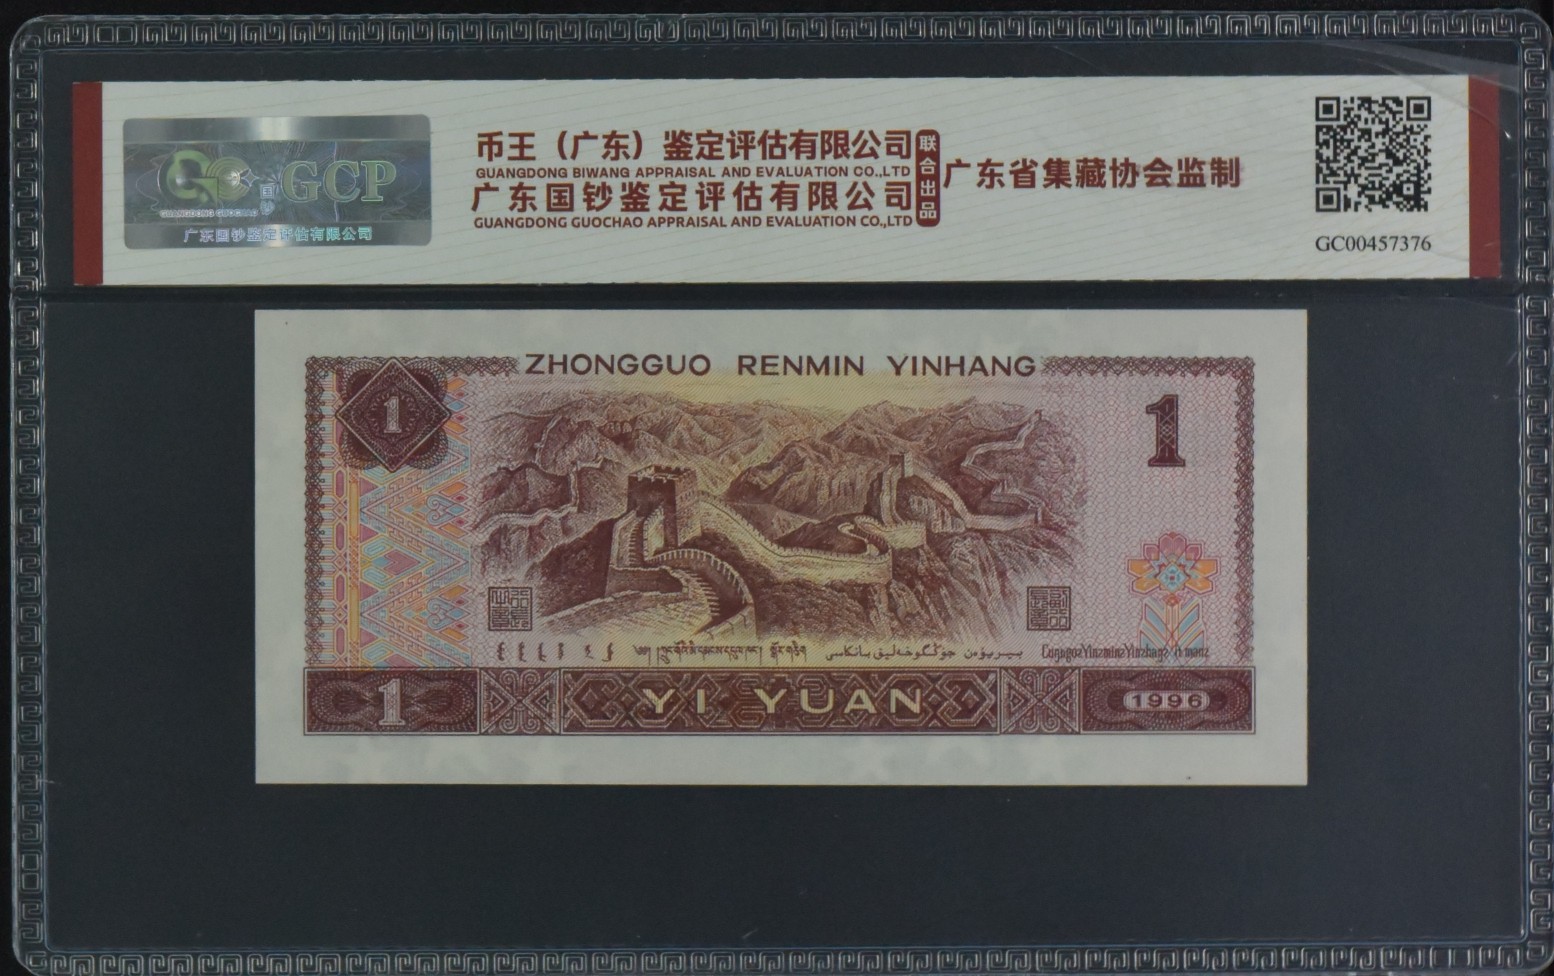 GCP
国钞
GUANGDONG GUOCHAO
广东国钞鉴定评估有限公司
币王（广东）鉴定评估有限公司
GUANGDONG BIWANG APPRAISAL AND EVALUATION CO.,LTD
广东国钞鉴定评估有限公司
GUANGDONG GUOCHAO APPRAISAL AND EVALUATION CO.,LTD
联合出品
广东省集藏协会监制
GC00457376
ZHONGGUO RENMIN YINHANG
1
1
1
YI YUAN
1996